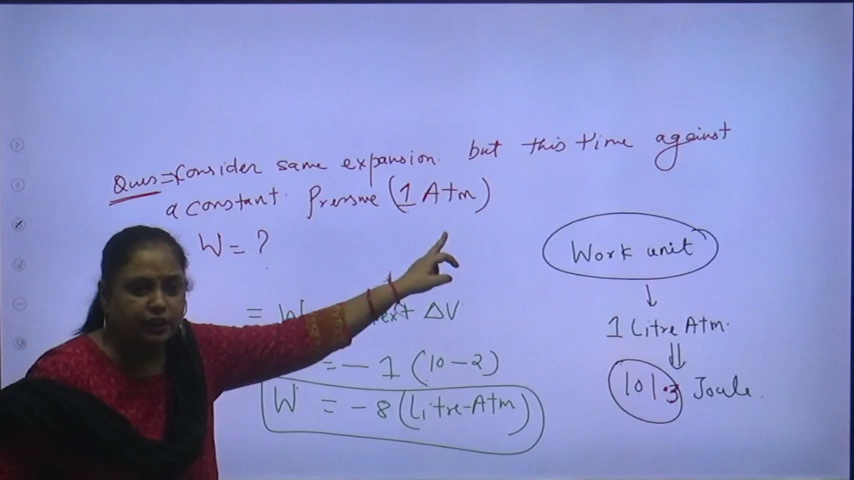 Ques=Consider same expansion but this time against
a constant Pressure (1 Atm)
W = ?
= W ext ΔV
= - 1 (10-2)
W = -8 (Litre-Atm)
Work unit
↓
1 Litre Atm.
⇓
101.3 Joule.